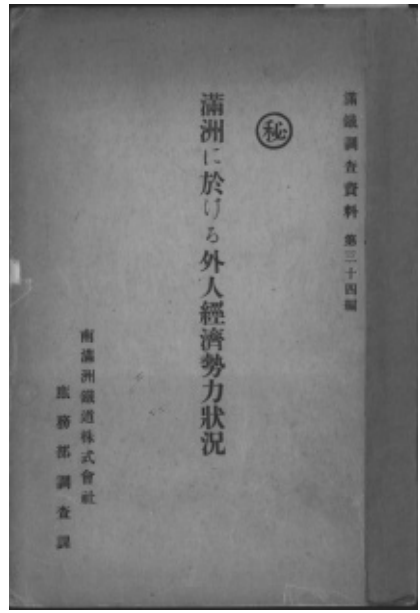 滿鐵調查資料 第三十四編
秘
滿洲に於ける外人經濟勢力狀況
南滿洲鐵道株式會社
庶務部調查課